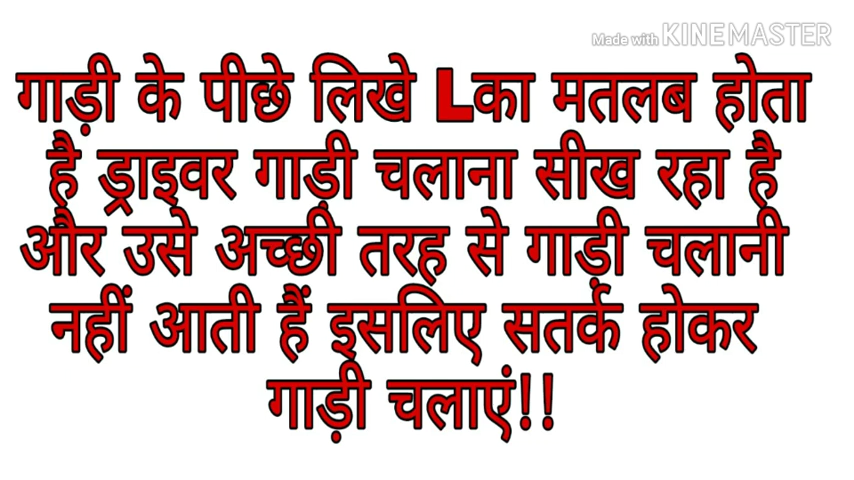 Made with KINEMASTER
गाड़ी के पीछे लिखे Lका मतलब होता
है ड्राइवर गाड़ी चलाना सीख रहा है
और उसे अच्छी तरह से गाड़ी चलानी
नहीं आती हैं इसलिए सतर्क होकर
गाड़ी चलाएं!!